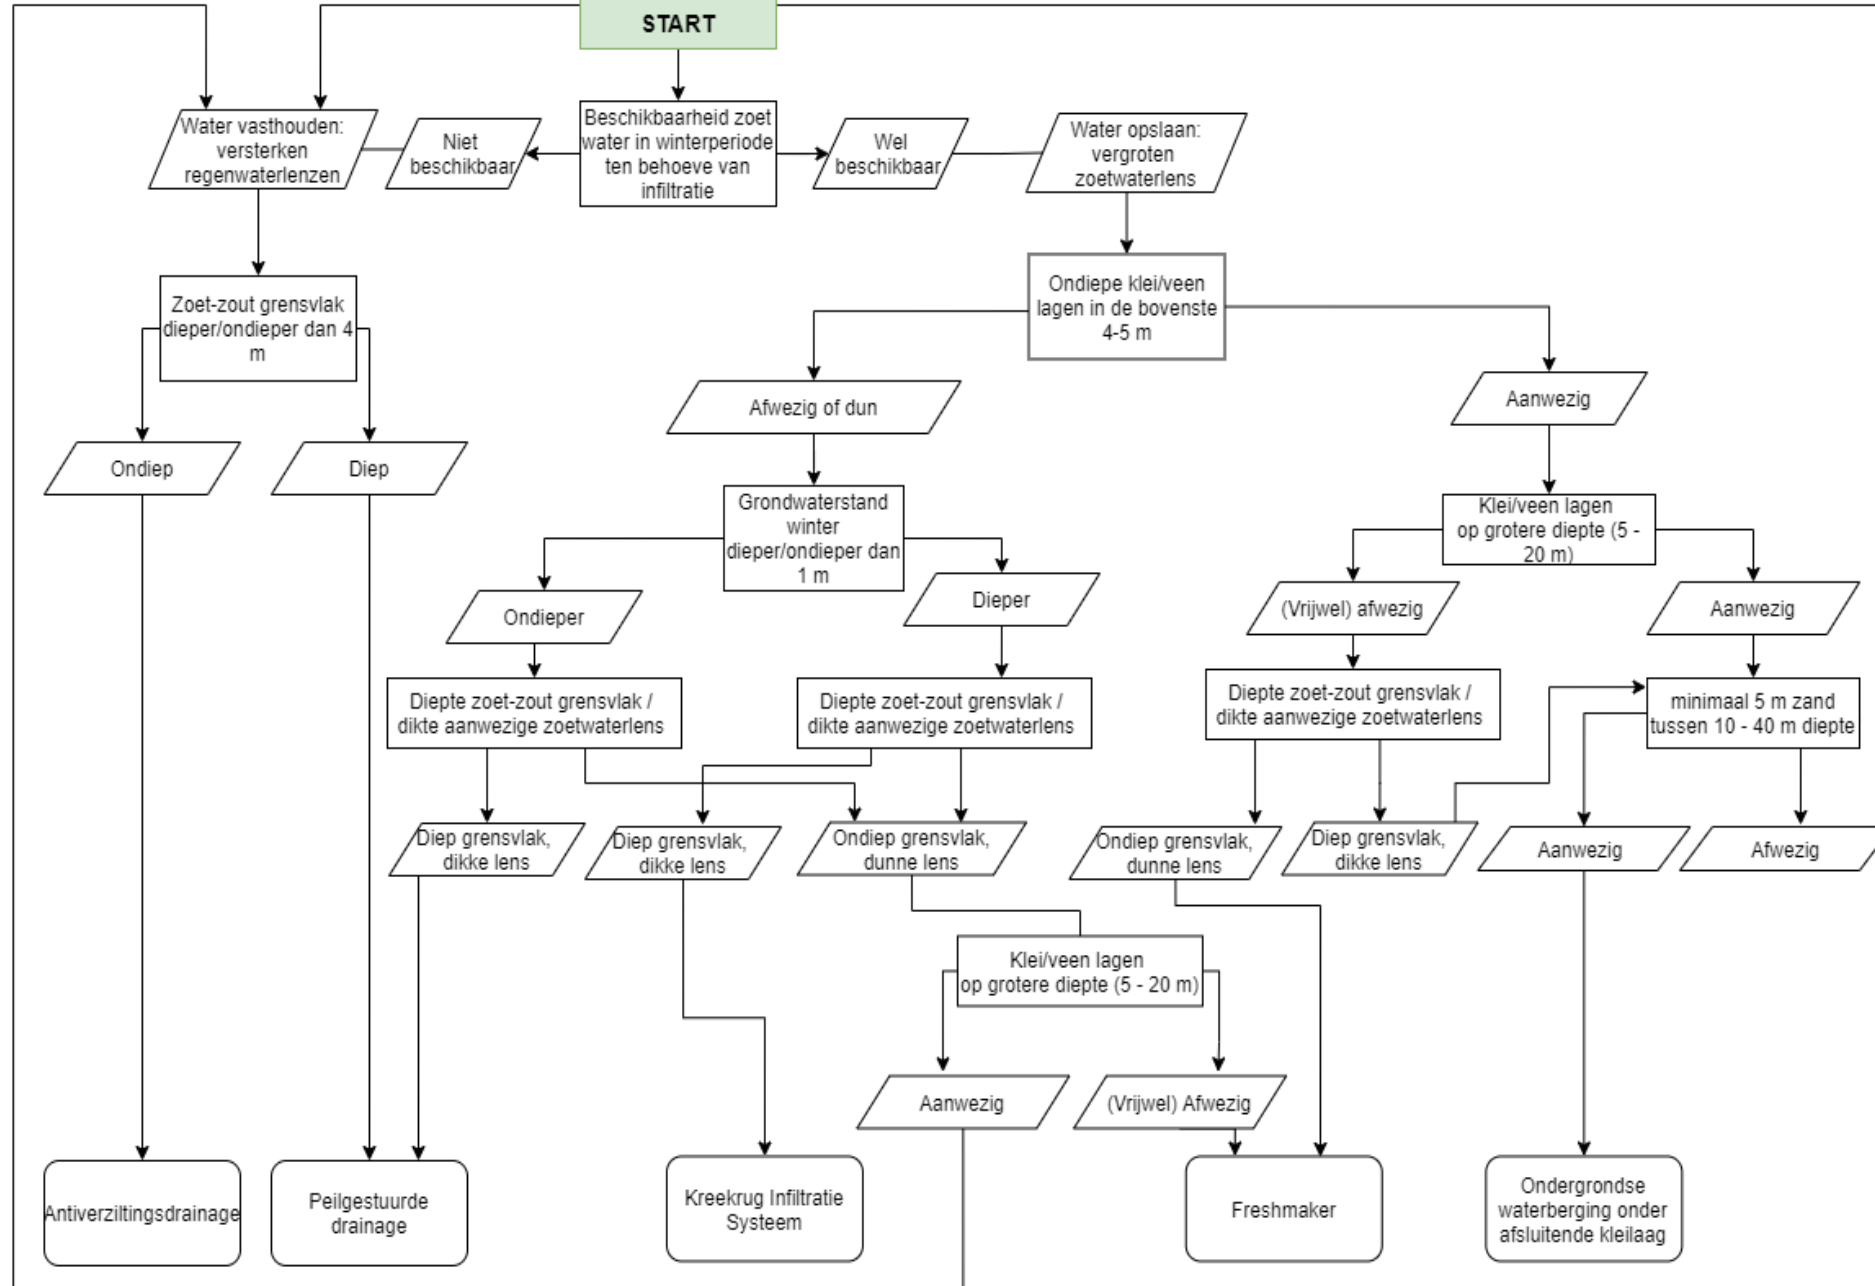 START
Water vasthouden:
versterken
regenwaterlenzen
Niet
beschikbaar
Beschikbaarheid zoet
water in winterperiode
ten behoeve van
infiltratie
Wel
beschikbaar
Water opslaan:
vergroten
zoetwaterlens
Zoet-zout grensvlak
dieper/ondieper dan 4
m
Ondiepe klei/veen
lagen in de bovenste
4-5 m
Afwezig of dun
Aanwezig
Ondiep
Diep
Grondwaterstand
winter
dieper/ondieper dan
1 m
Klei/veen lagen
op grotere diepte (5 -
20 m)
Ondieper
Dieper
(Vrijwel) afwezig
Aanwezig
Diepte zoet-zout grensvlak /
dikte aanwezige zoetwaterlens
Diepte zoet-zout grensvlak /
dikte aanwezige zoetwaterlens
Diepte zoet-zout grensvlak /
dikte aanwezige zoetwaterlens
minimaal 5 m zand
tussen 10 - 40 m diepte
Diep grensvlak,
dikke lens
Diep grensvlak,
dikke lens
Ondiep grensvlak,
dunne lens
Ondiep grensvlak,
dunne lens
Diep grensvlak,
dikke lens
Aanwezig
Afwezig
Klei/veen lagen
op grotere diepte (5 - 20 m)
Aanwezig
(Vrijwel) Afwezig
Antiverziltingsdrainage
Peilgestuurde
drainage
Kreekrug Infiltratie
Systeem
Freshmaker
Ondergrondse
waterberging onder
afsluitende kleilaag